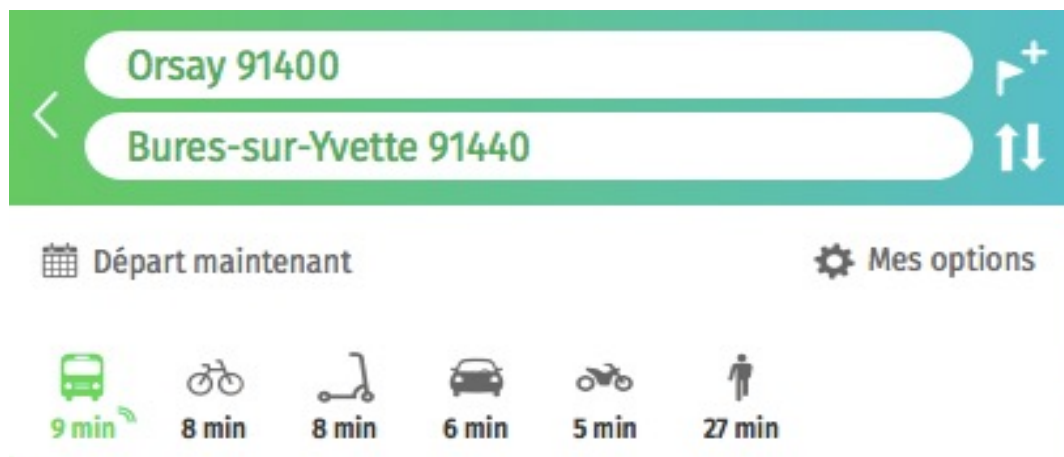 Orsay 91400
Bures-sur-Yvette 91440
Départ maintenant Mes options
9 min 8 min 8 min 6 min 5 min 27 min